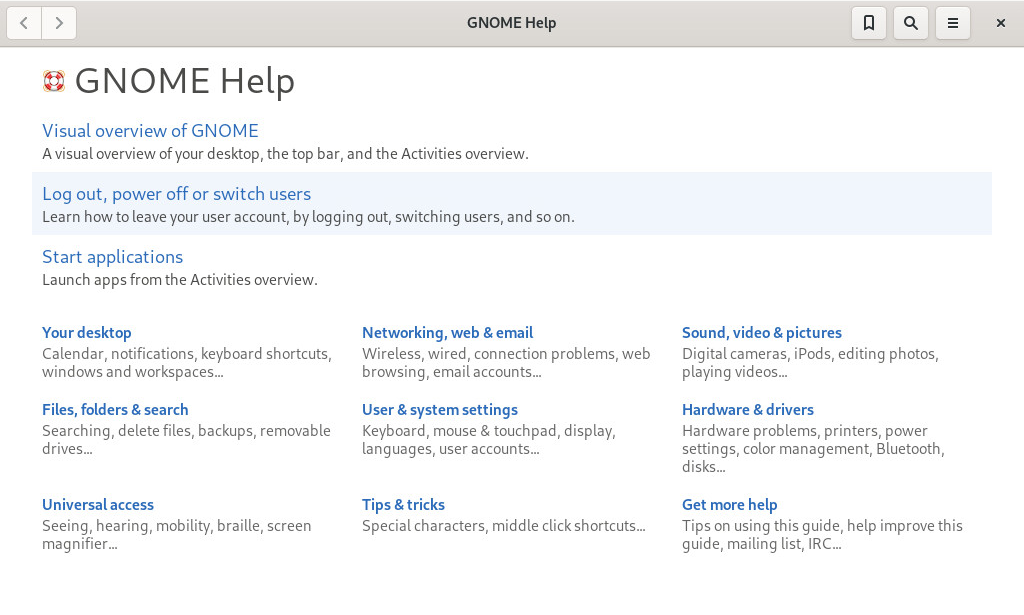 GNOME Help
GNOME Help
Visual overview of GNOME
A visual overview of your desktop, the top bar, and the Activities overview.
Log out, power off or switch users
Learn how to leave your user account, by logging out, switching users, and so on.
Start applications
Launch apps from the Activities overview.
Your desktop
Calendar, notifications, keyboard shortcuts,
windows and workspaces…
Networking, web & email
Wireless, wired, connection problems, web
browsing, email accounts…
Sound, video & pictures
Digital cameras, iPods, editing photos,
playing videos…
Files, folders & search
Searching, delete files, backups, removable
drives…
User & system settings
Keyboard, mouse & touchpad, display,
languages, user accounts…
Hardware & drivers
Hardware problems, printers, power
settings, color management, Bluetooth,
disks…
Universal access
Seeing, hearing, mobility, braille, screen
magnifier…
Tips & tricks
Special characters, middle click shortcuts…
Get more help
Tips on using this guide, help improve this
guide, mailing list, IRC…